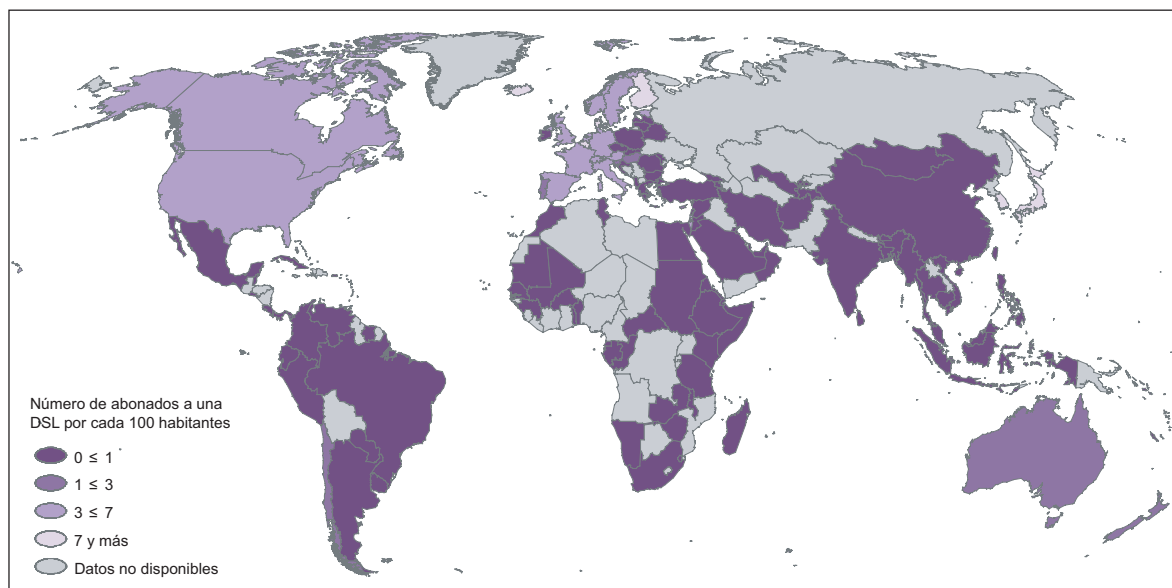 Número de abonados a una
DSL por cada 100 habitantes
0 ≤ 1
1 ≤ 3
3 ≤ 7
7 y más
Datos no disponibles